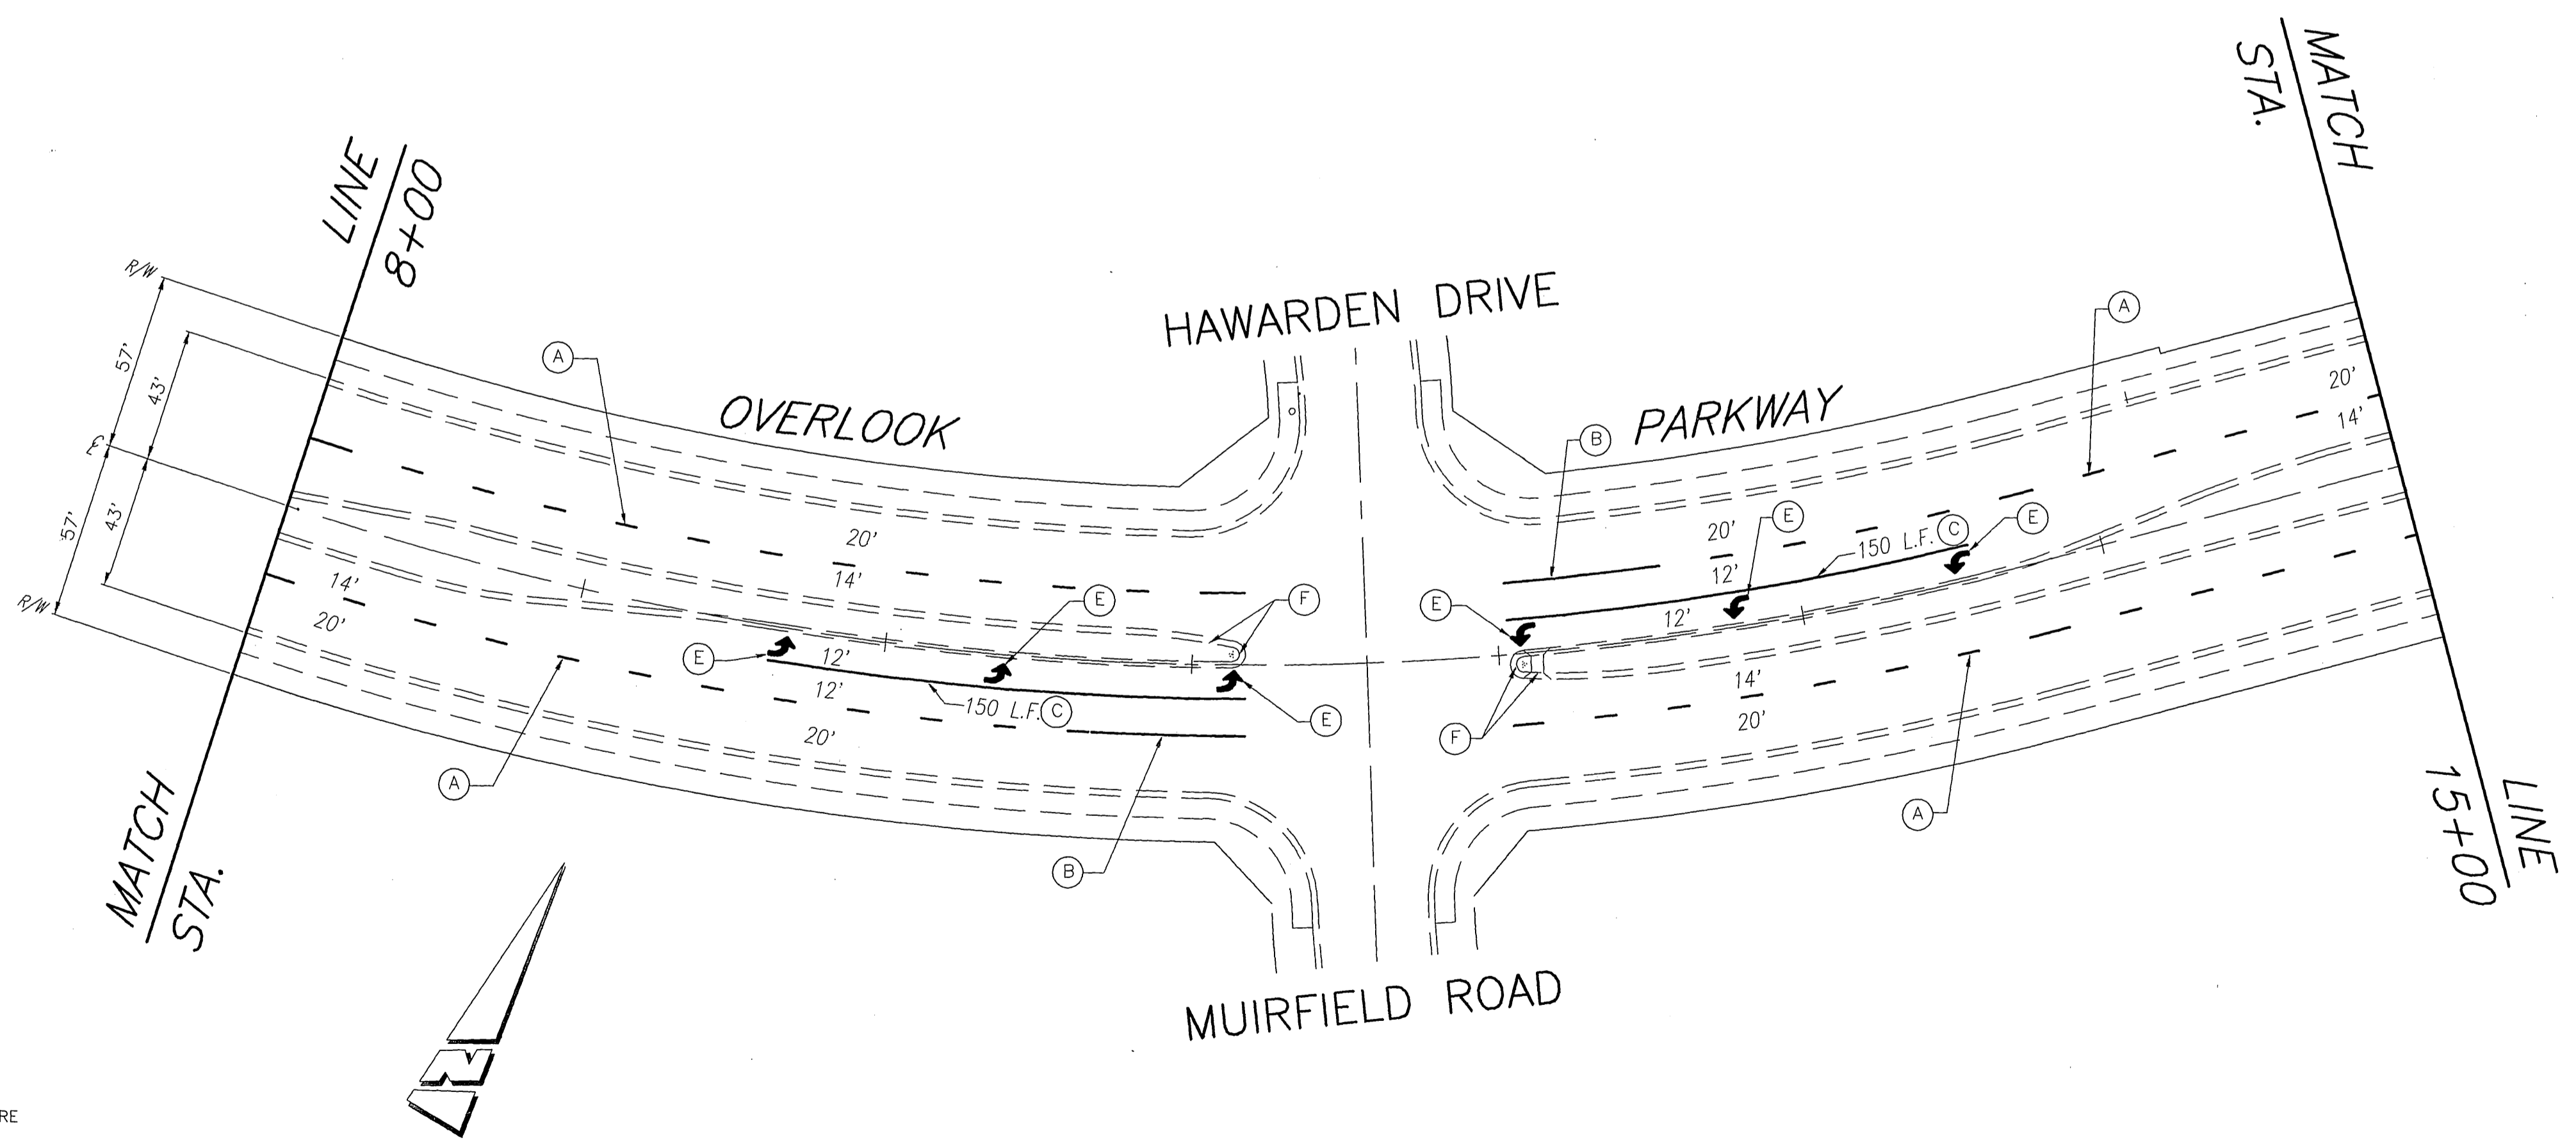 MATCH
STA.
LINE
8+00
R/W
57'
43'
43'
57'
R/W
A
OVERLOOK
HAWARDEN DRIVE
B
PARKWAY
A
20'
14'
14'
20'
20'
14'
E
F
E
20'
12'
E
150 L.F. C
E
12'
E
12'
12'
150 L.F. C
E
20'
F
14'
20'
A
B
A
MATCH
STA.
LINE
15+00
MUIRFIELD ROAD
N
RE